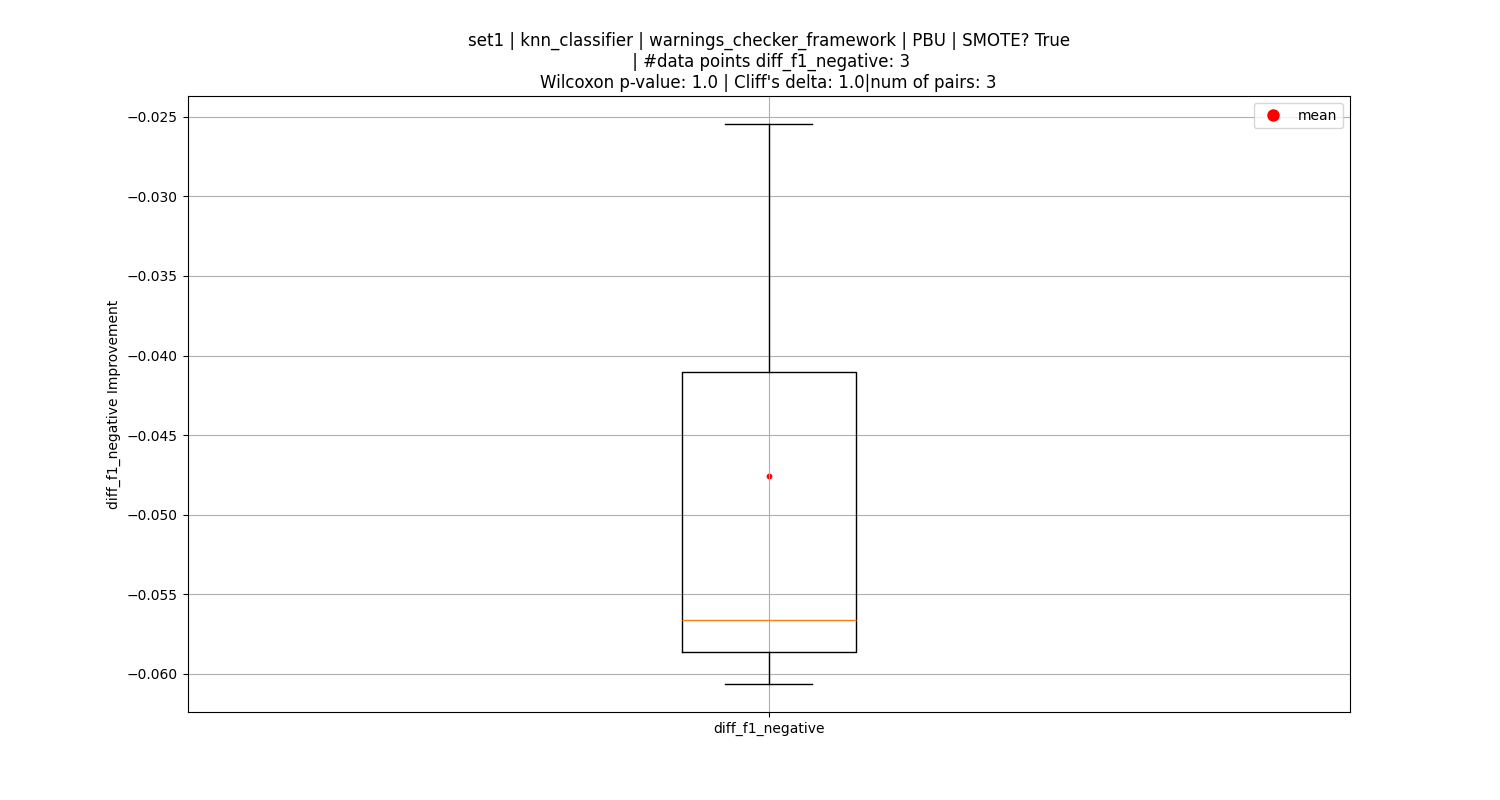 set1 | knn_classifier | warnings_checker_framework | PBU | SMOTE? True
| #data points diff_f1_negative: 3
Wilcoxon p-value: 1.0 | Cliff's delta: 1.0|num of pairs: 3
mean
−0.025
−0.030
−0.035
−0.040
−0.045
−0.050
−0.055
−0.060
diff_f1_negative Improvement
diff_f1_negative